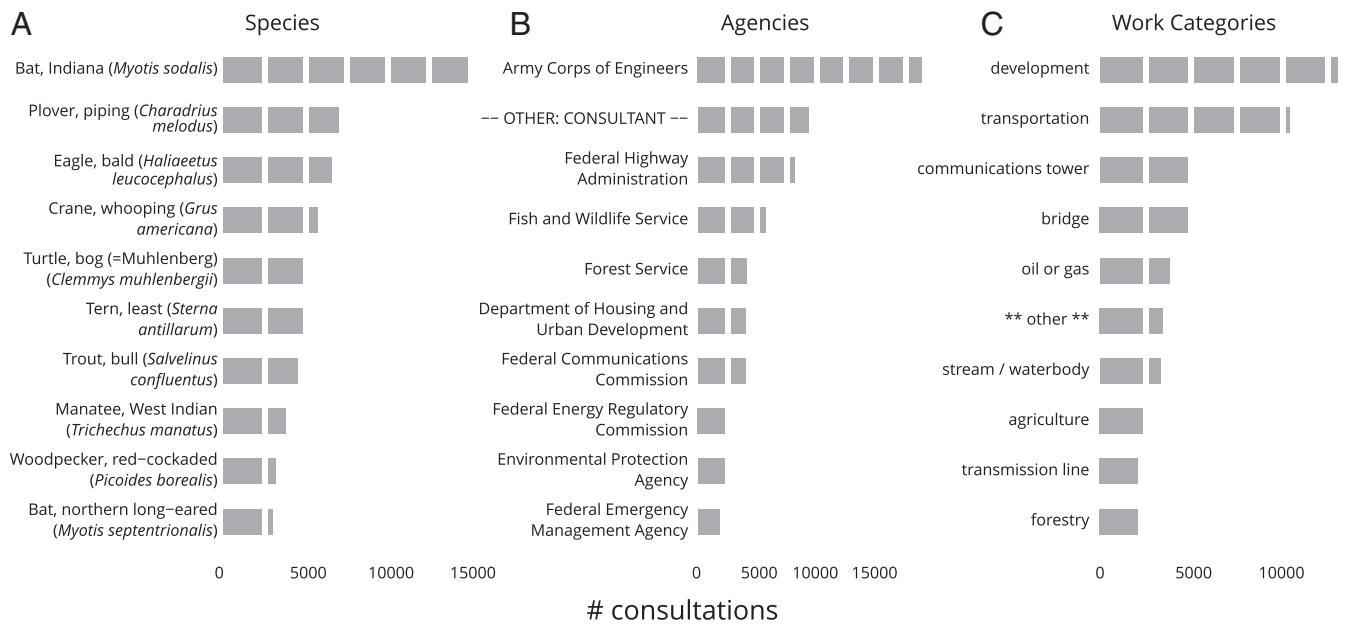 A
Species
Bat, Indiana (Myotis sodalis)
Plover, piping (Charadrius
melodus)
Eagle, bald (Haliaeetus
leucocephalus)
Crane, whooping (Grus
americana)
Turtle, bog (=Muhlenberg)
(Clemmys muhlenbergii)
Tern, least (Sterna
antillarum)
Trout, bull (Salvelinus
confluentus)
Manatee, West Indian
(Trichechus manatus)
Woodpecker, red−cockaded
(Picoides borealis)
Bat, northern long−eared
(Myotis septentrionalis)
0 5000 10000 15000
B
Agencies
Army Corps of Engineers
−− OTHER: CONSULTANT −−
Federal Highway
Administration
Fish and Wildlife Service
Forest Service
Department of Housing and
Urban Development
Federal Communications
Commission
Federal Energy Regulatory
Commission
Environmental Protection
Agency
Federal Emergency
Management Agency
0 5000 10000 15000
C
Work Categories
development
transportation
communications tower
bridge
oil or gas
** other **
stream / waterbody
agriculture
transmission line
forestry
0 5000 10000
# consultations